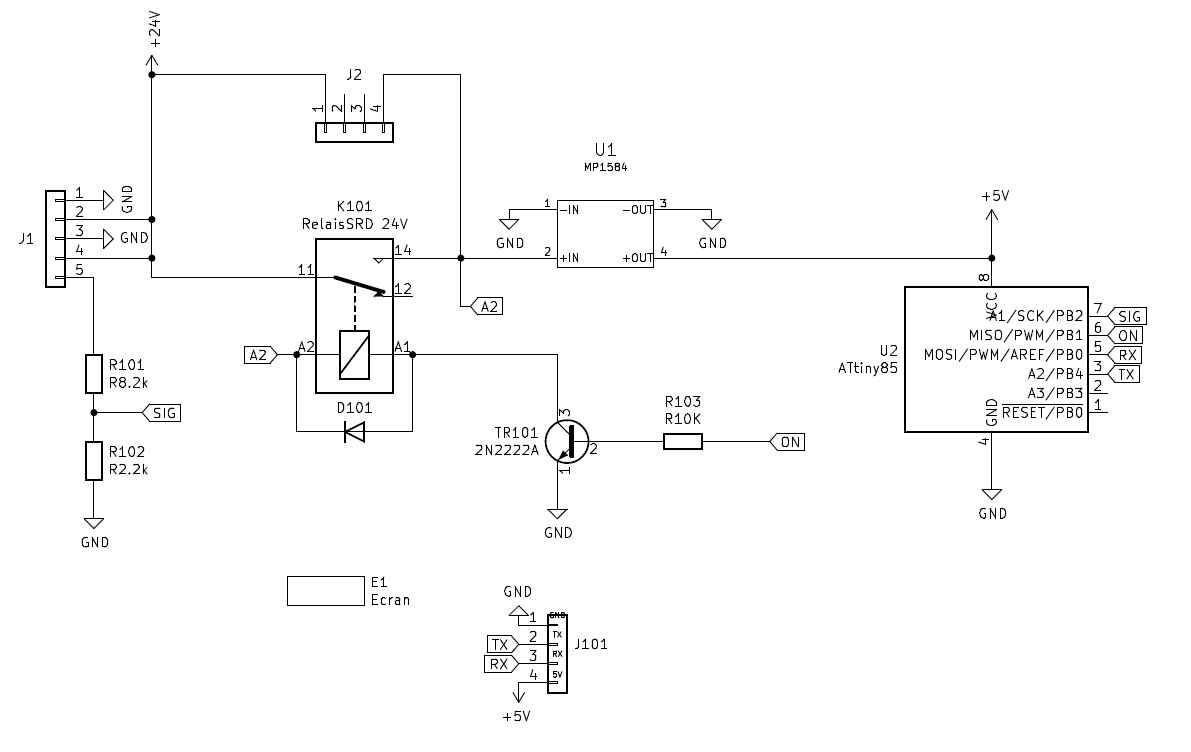 +24V
J2
1
2
3
4
U1
MP1584
J1
1
GND
2
3
GND
4
5
K101
RelaisSRD 24V
11
14
12
A2
GND
1
-IN
2
+IN
-OUT
3
+OUT
4
GND
+5V
8
VCC
A1/SCK/PB2
7
SIG
MISO/PWM/PB1
6
ON
MOSI/PWM/AREF/PB0
5
RX
A2/PB4
3
TX
A3/PB3
2
RESET/PB0
1
U2
ATtiny85
GND
4
GND
A2
A2
A1
R101
R8.2k
SIG
R102
R2.2k
GND
D101
TR101
2N2222A
3
2
1
GND
R103
R10K
ON
E1
Ecran
GND
1
GND
TX
2
TX
RX
3
RX
4
5V
+5V
J101